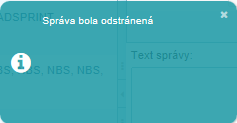 ADSPRINT
Správa bola odstránená
Text správy:
NBS, NBS, NBS,